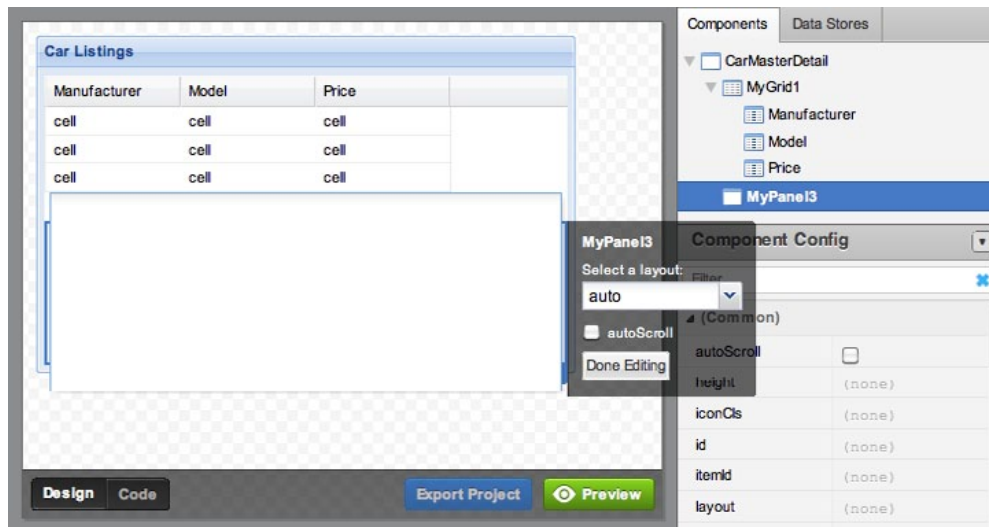 Components Data Stores
Car Listings
CarMasterDetail
Manufacturer Model Price
MyGrid1
cell cell cell
Manufacturer
cell cell cell
Model
cell cell cell
Price
MyPanel3
MyPanel3
Component Config
Select a layout:
Filter
auto
(Common)
autoScroll
autoScroll
Done Editing
height (none)
iconCls (none)
id (none)
itemId (none)
layout (none)
Design Code Export Project Preview